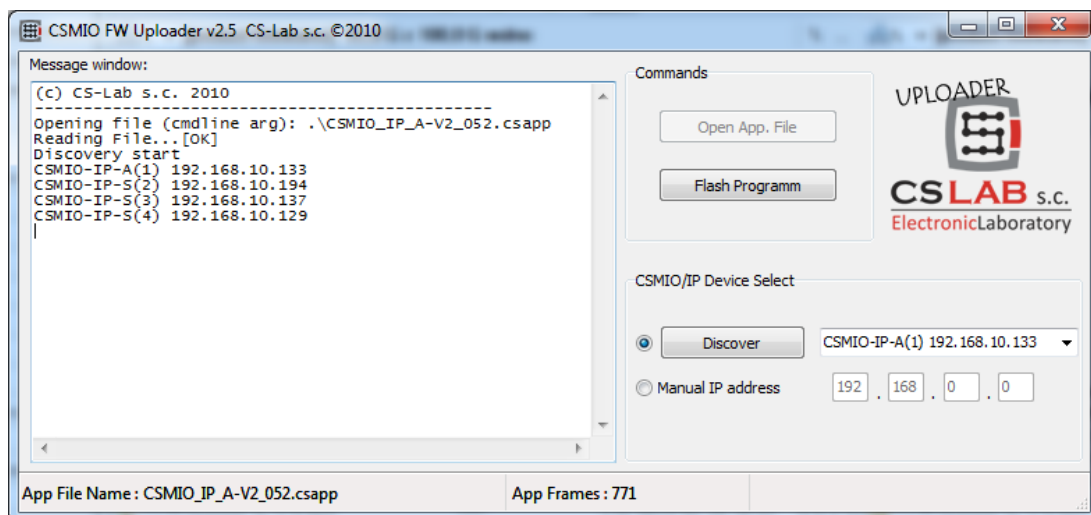 CSMIO FW Uploader v2.5 CS-Lab s.c. ©2010
Message window:
(c) CS-Lab s.c. 2010
------------------------------------------------
Opening file (cmdline arg): .\CSMIO_IP_A-V2_052.csapp
Reading File...[OK]
Discovery start
CSMIO-IP-A(1) 192.168.10.133
CSMIO-IP-S(2) 192.168.10.194
CSMIO-IP-S(3) 192.168.10.137
CSMIO-IP-S(4) 192.168.10.129
Commands
Open App. File
Flash Programm
UPLOADER
CSLAB s.c.
ElectronicLaboratory
CSMIO/IP Device Select
Discover
CSMIO-IP-A(1) 192.168.10.133
Manual IP address
192 . 168 . 0 . 0
App File Name : CSMIO_IP_A-V2_052.csapp
App Frames : 771